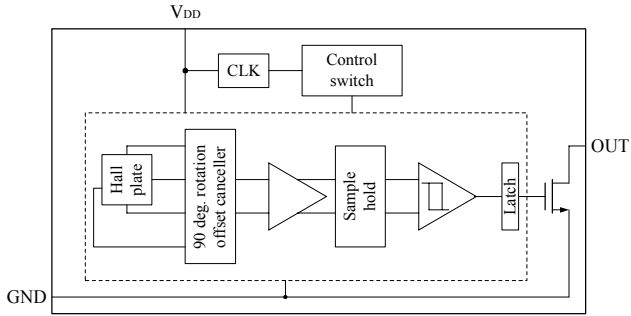 VDD
CLK
Control
switch
OUT
Hall
plate
90 deg. rotation
offset canceller
Sample
hold
Latch
GND